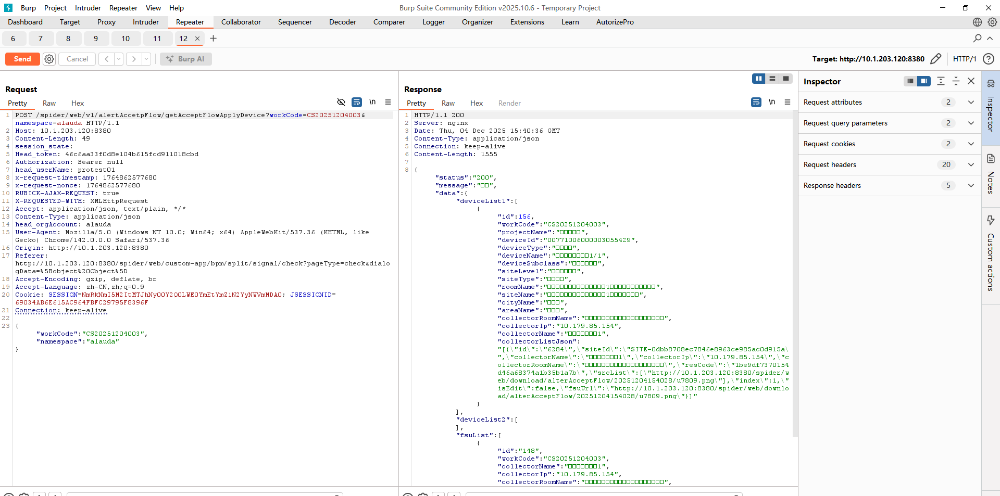 Burp Project Intruder Repeater View Help
Burp Suite Community Edition v2025.10.6 - Temporary Project
Dashboard Target Proxy Intruder Repeater Collaborator Sequencer Decoder Comparer Logger Organizer Extensions Learn AutorizePro
6 7 8 9 10 11 12 × +
Send Cancel Burp AI
Target: http://10.1.203.120:8380 HTTP/1
Request
Pretty Raw Hex
\n
1 POST /spider/web/v1/alertAccetpFlow/getAcceptFlowApplyDevice?workCode=CS20251204003&
namespace=alauda HTTP/1.1
2 Host: 10.1.203.120:8380
3 Content-Length: 49
4 session_state:
5 Head_token: 46c6aa33f0d8e104b615fcd911018cbd
6 Authorization: Bearer null
7 head_userName: protest01
8 x-request-timestamp: 1764862577680
9 x-request-nonce: 1764862577680
10 RUBICK-AJAX-REQUEST: true
11 X-REQUESTED-WITH: XMLHttpRequest
12 Accept: application/json, text/plain, */*
13 Content-Type: application/json
14 head_orgAccount: alauda
15 User-Agent: Mozilla/5.0 (Windows NT 10.0; Win64; x64) AppleWebKit/537.36 (KHTML, like
Gecko) Chrome/142.0.0.0 Safari/537.36
16 Origin: http://10.1.203.120:8380
17 Referer:
http://10.1.203.120:8380/spider/web/custom-app/bpm/split/signal/check?pageType=check&dialo
gData=%5Bobject%20Object%5D
18 Accept-Encoding: gzip, deflate, br
19 Accept-Language: zh-CN,zh;q=0.9
20 Cookie: SESSION=NmRkNmI5M2ItMTJhNy00Y2Q0LWE0YmEtYmZiN2YyNWVmMDA0; JSESSIONID=
69034AB6E615AC964FBFC29795F8396F
21 Connection: keep-alive
22
23 {
"workCode":"CS20251204003",
"namespace":"alauda"
}
Response
Pretty Raw Hex Render
\n
1 HTTP/1.1 200
2 Server: nginx
3 Date: Thu, 04 Dec 2025 15:40:36 GMT
4 Content-Type: application/json
5 Connection: keep-alive
6 Content-Length: 1555
7
8 {
"status":"200",
"message":"□□",
"data":{
"deviceList1":[
{
"id":156,
"workCode":"CS20251204003",
"projectName":"□□□□□",
"deviceId":"00771006000003055429",
"deviceType":"□□□□",
"deviceName":"□□□□□□□□1/1",
"deviceSubclass":"□□□□□□",
"siteLevel":"□□□□□□",
"siteType":"□□□□",
"roomName":"□□□□□□□□□□□□□□1□□□□□□□□□□□",
"siteName":"□□□□□□□□□□□□□□1□□□□□□□",
"cityName":"□□□",
"areaName":"□□□",
"collectorRoomName":"□□□□□□□□□□□□□□□□□□□",
"collectorIp":"10.179.85.154",
"collectorName":"□□□□□□□1",
"collectorListJson":
"[{\"id\":\"6284\",\"siteId\":\"SITE-0dbb8708ec7846e8963ce985ac0d915a\
",\"collectorName\":\"□□□□□□□1\",\"collectorIp\":\"10.179.85.154\",\"c
ollectorRoomName\":\"□□□□□□□□□□□□□□□□□□□\",\"resCode\":\"1be9df7370154
d46a68374a1b35b1a7b\",\"srcList\":[\"http://10.1.203.120:8380/spider/w
eb/download/alterAcceptFlow/20251204154028/u7809.png\"],\"index\":1,\"
isEdit\":false,\"fsuUrl\":\"http://10.1.203.120:8380/spider/web/downlo
ad/alterAcceptFlow/20251204154028/u7809.png\"}]"
}
],
"deviceList2":[
],
"fsuList":[
{
"id":"148",
"workCode":"CS20251204003",
"collectorName":"□□□□□□□1",
"collectorIp":"10.179.85.154",
"collectorRoomName":"□□□□□□□□□□□□□□□□□□□",
Inspector
Request attributes 2
Request query parameters 2
Request cookies 2
Request headers 20
Response headers 5
Inspector
Notes
Custom actions